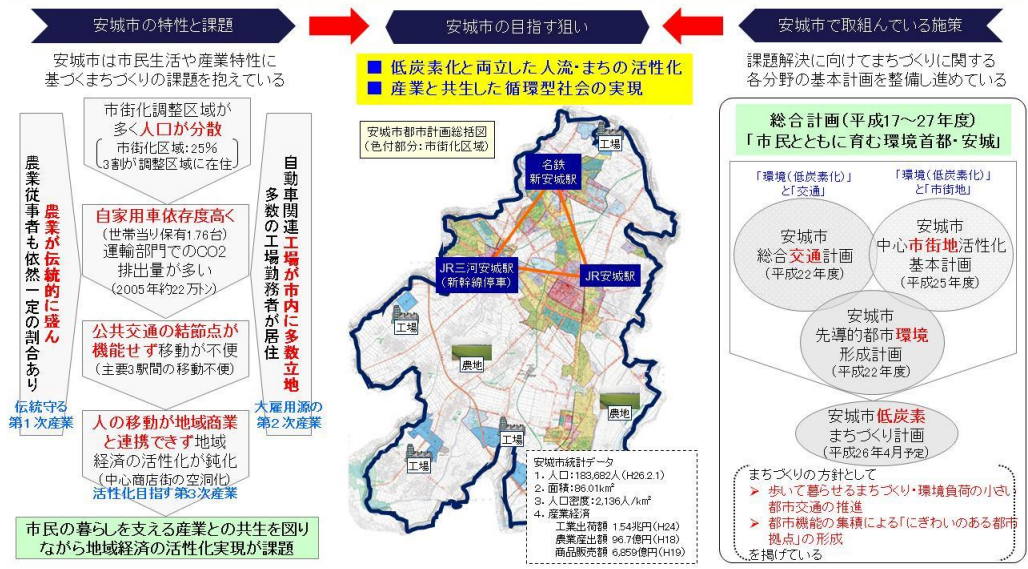 安城市の特性と課題
安城市は市民生活や産業特性に
基づくまちづくりの課題を抱えている
市街化調整区域が
多く人口が分散
市街化区域:25%
3割が調整区域に在住
自家用車依存度高く
(世帯当り保有1.76台)
運輸部門でのCO2
排出量が多い
(2005年約22万トン)
公共交通の結節点が
機能せず移動が不便
(主要3駅間の移動不便)
人の移動が地域商業
と連携できず地域
経済の活性化が鈍化
(中心商店街の空洞化)
活性化目指す第3次産業
農業が伝統的に盛ん
農業従事者も依然一定の割合あり
伝統守る
第1次産業
自動車関連工場が市内に多数立地
多数の工場勤務者が居住
大雇用源の
第2次産業
市民の暮らしを支える産業との共生を図り
ながら地域経済の活性化実現が課題
安城市の目指す狙い
■ 低炭素化と両立した人流・まちの活性化
■ 産業と共生した循環型社会の実現
安城市都市計画総括図
(色付部分:市街化区域)
工場
名鉄
新安城駅
JR三河安城駅
(新幹線停車)
JR安城駅
工場
農地
農地
工場
工場
安城市統計データ
1. 人口:183,682人(H26.2.1)
2. 面積:86.01km²
3. 人口密度:2,136人/km²
4. 産業経済
工業出荷額 1.54兆円(H24)
農業産出額 96.7億円(H18)
商品販売額 6,859億円(H19)
安城市で取組んでいる施策
課題解決に向けてまちづくりに関する
各分野の基本計画を整備し進めている
総合計画(平成17~27年度)
「市民とともに育む環境首都・安城」
「環境(低炭素化)」
と「交通」
「環境(低炭素化)」
と「市街地」
安城市
総合交通計画
(平成22年度)
安城市
中心市街地活性化
基本計画
(平成25年度)
安城市
先導的都市環境
形成計画
(平成22年度)
安城市低炭素
まちづくり計画
(平成26年4月予定)
まちづくりの方針として
➢ 歩いて暮らせるまちづくり・環境負荷の小さい
都市交通の推進
➢ 都市機能の集積による「にぎわいのある都市
拠点」の形成
を掲げている